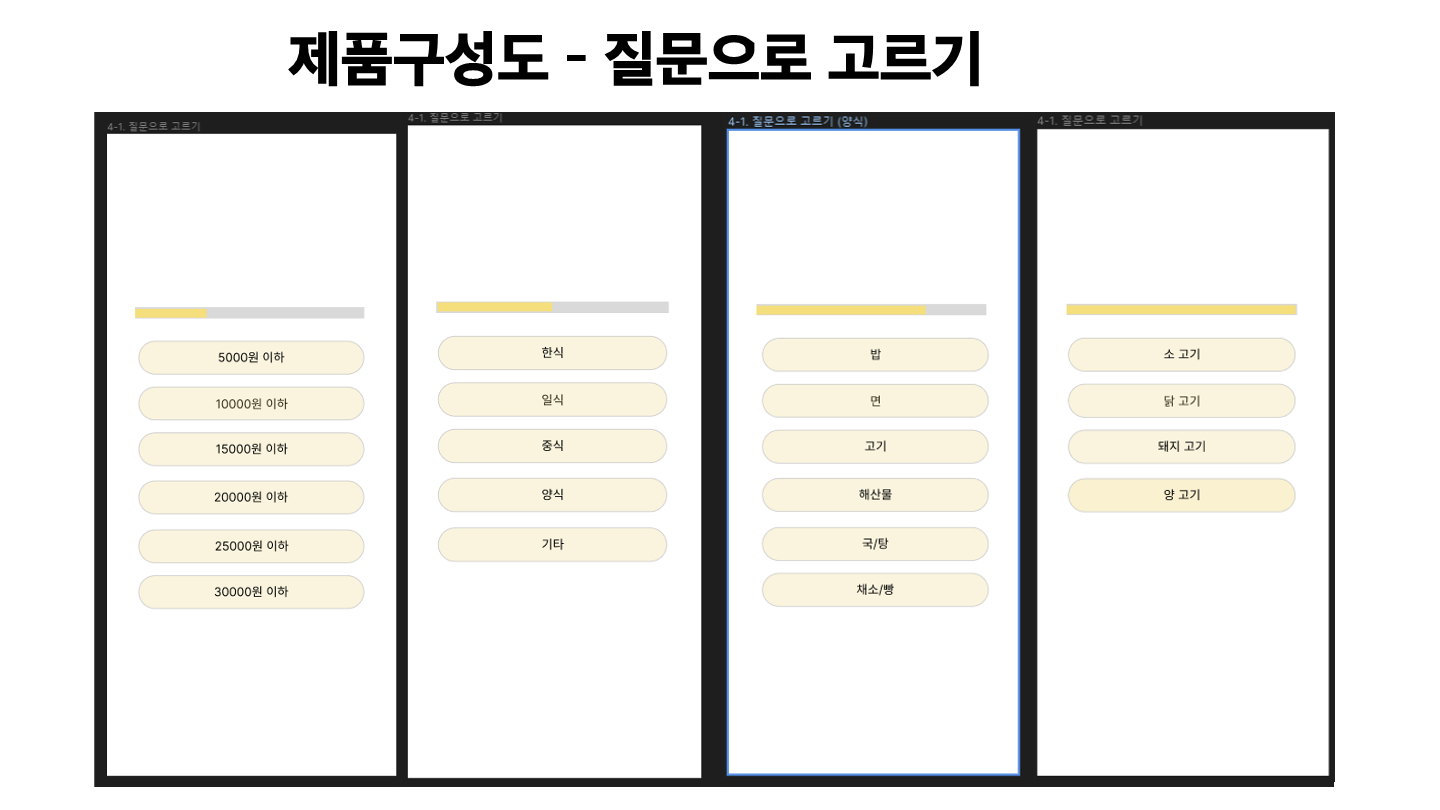 제품구성도 - 질문으로 고르기
4-1. 질문으로 고르기
5000원 이하
10000원 이하
15000원 이하
20000원 이하
25000원 이하
30000원 이하
4-1. 질문으로 고르기
한식
일식
중식
양식
기타
4-1. 질문으로 고르기 (양식)
밥
면
고기
해산물
국/탕
채소/빵
4-1. 질문으로 고르기
소 고기
닭 고기
돼지 고기
양 고기